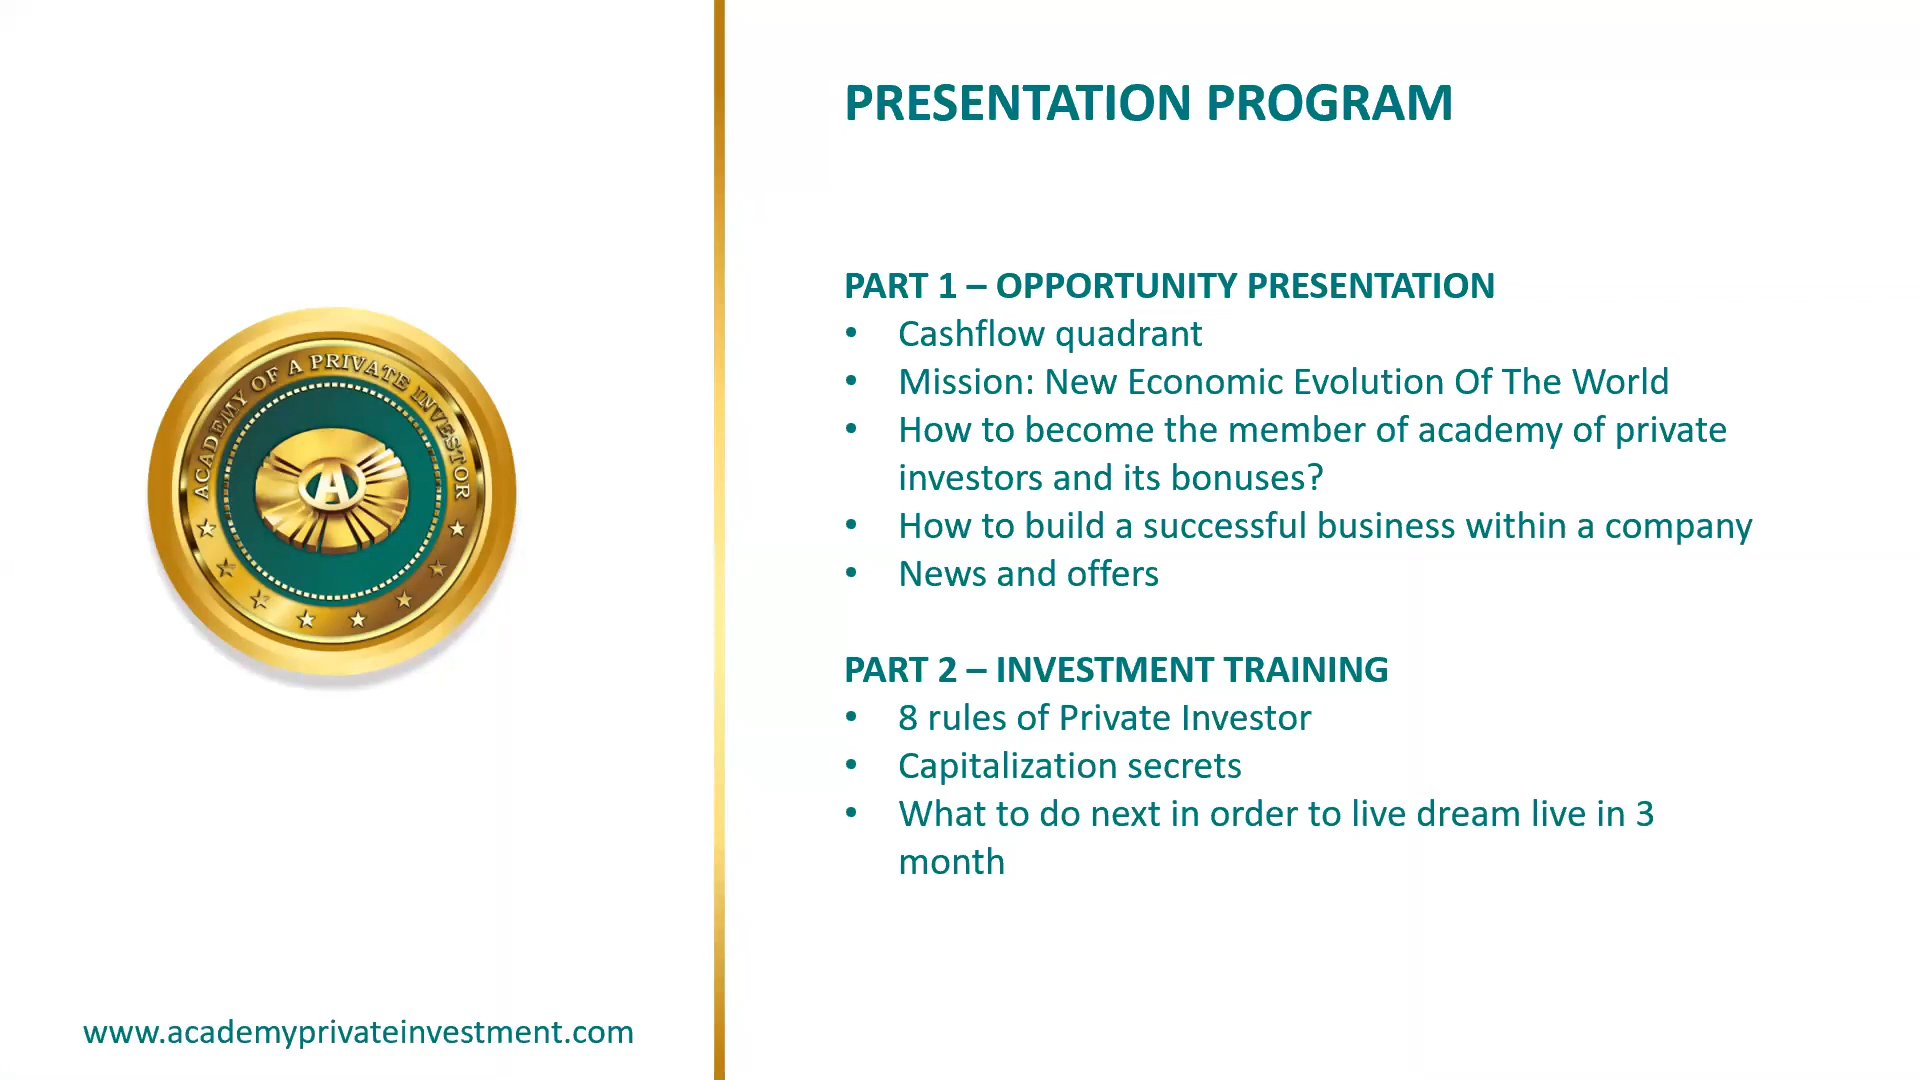 PRESENTATION PROGRAM
PART 1 – OPPORTUNITY PRESENTATION
• Cashflow quadrant
• Mission: New Economic Evolution Of The World
• How to become the member of academy of private
investors and its bonuses?
• How to build a successful business within a company
• News and offers
PART 2 – INVESTMENT TRAINING
• 8 rules of Private Investor
• Capitalization secrets
• What to do next in order to live dream live in 3
month
ACADEMY OF A PRIVATE INVESTOR
A
www.academyprivateinvestment.com